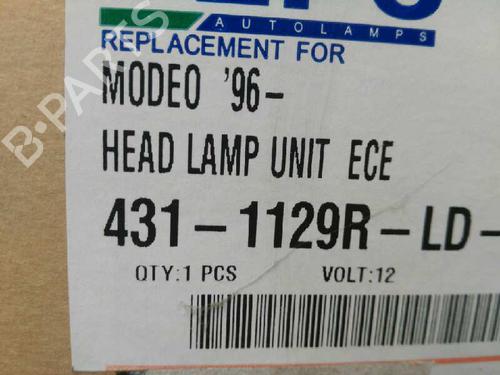 AUTOLAMPS
REPLACEMENT FOR
MODEO '96-
HEAD LAMP UNIT ECE
431-1129R-LD-
QTY:1 PCS VOLT:12
B-PARTS